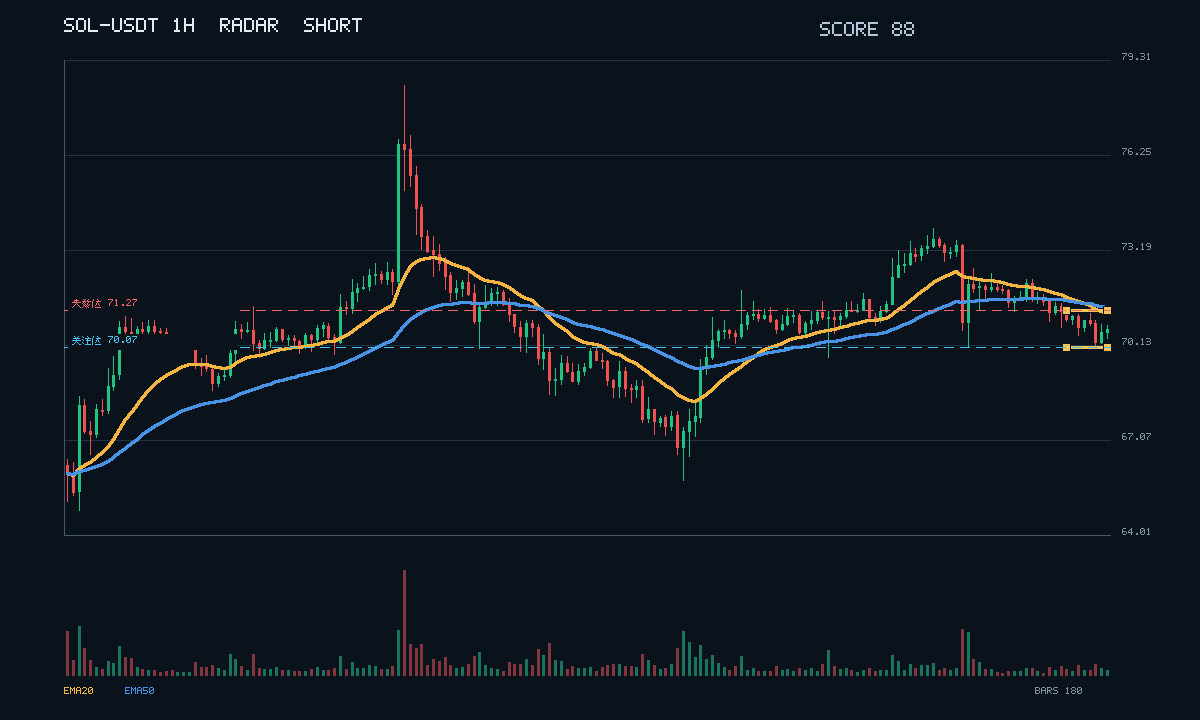 SOL-USDT 1H RADAR SHORT
SCORE 88
79.31
76.25
73.19
失效位 71.27
关注位 70.07
70.13
67.07
64.01
EMA20 EMA50
BARS 180